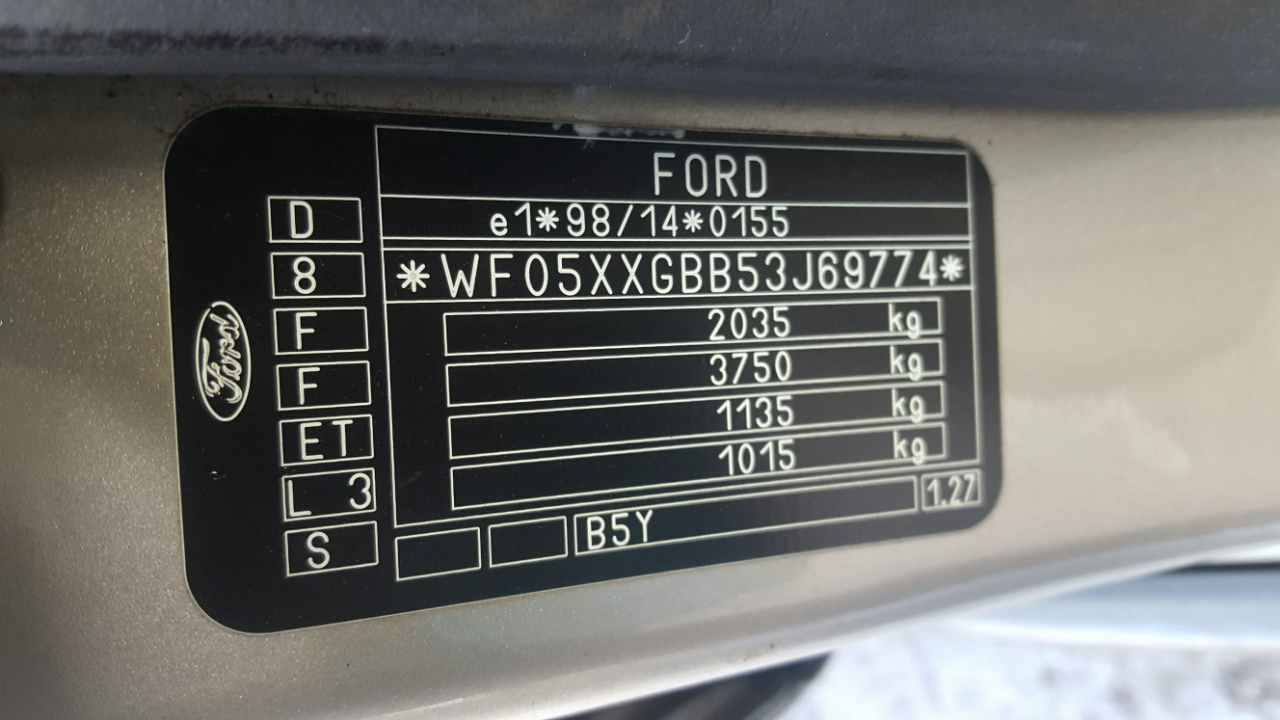 FORD
D
e1*98/14*0155
8
*WF05XXGBB53J69774*
F
2035 kg
F
3750 kg
ET
1135 kg
L 3
1015 kg
S
B5Y
1.27
Ford